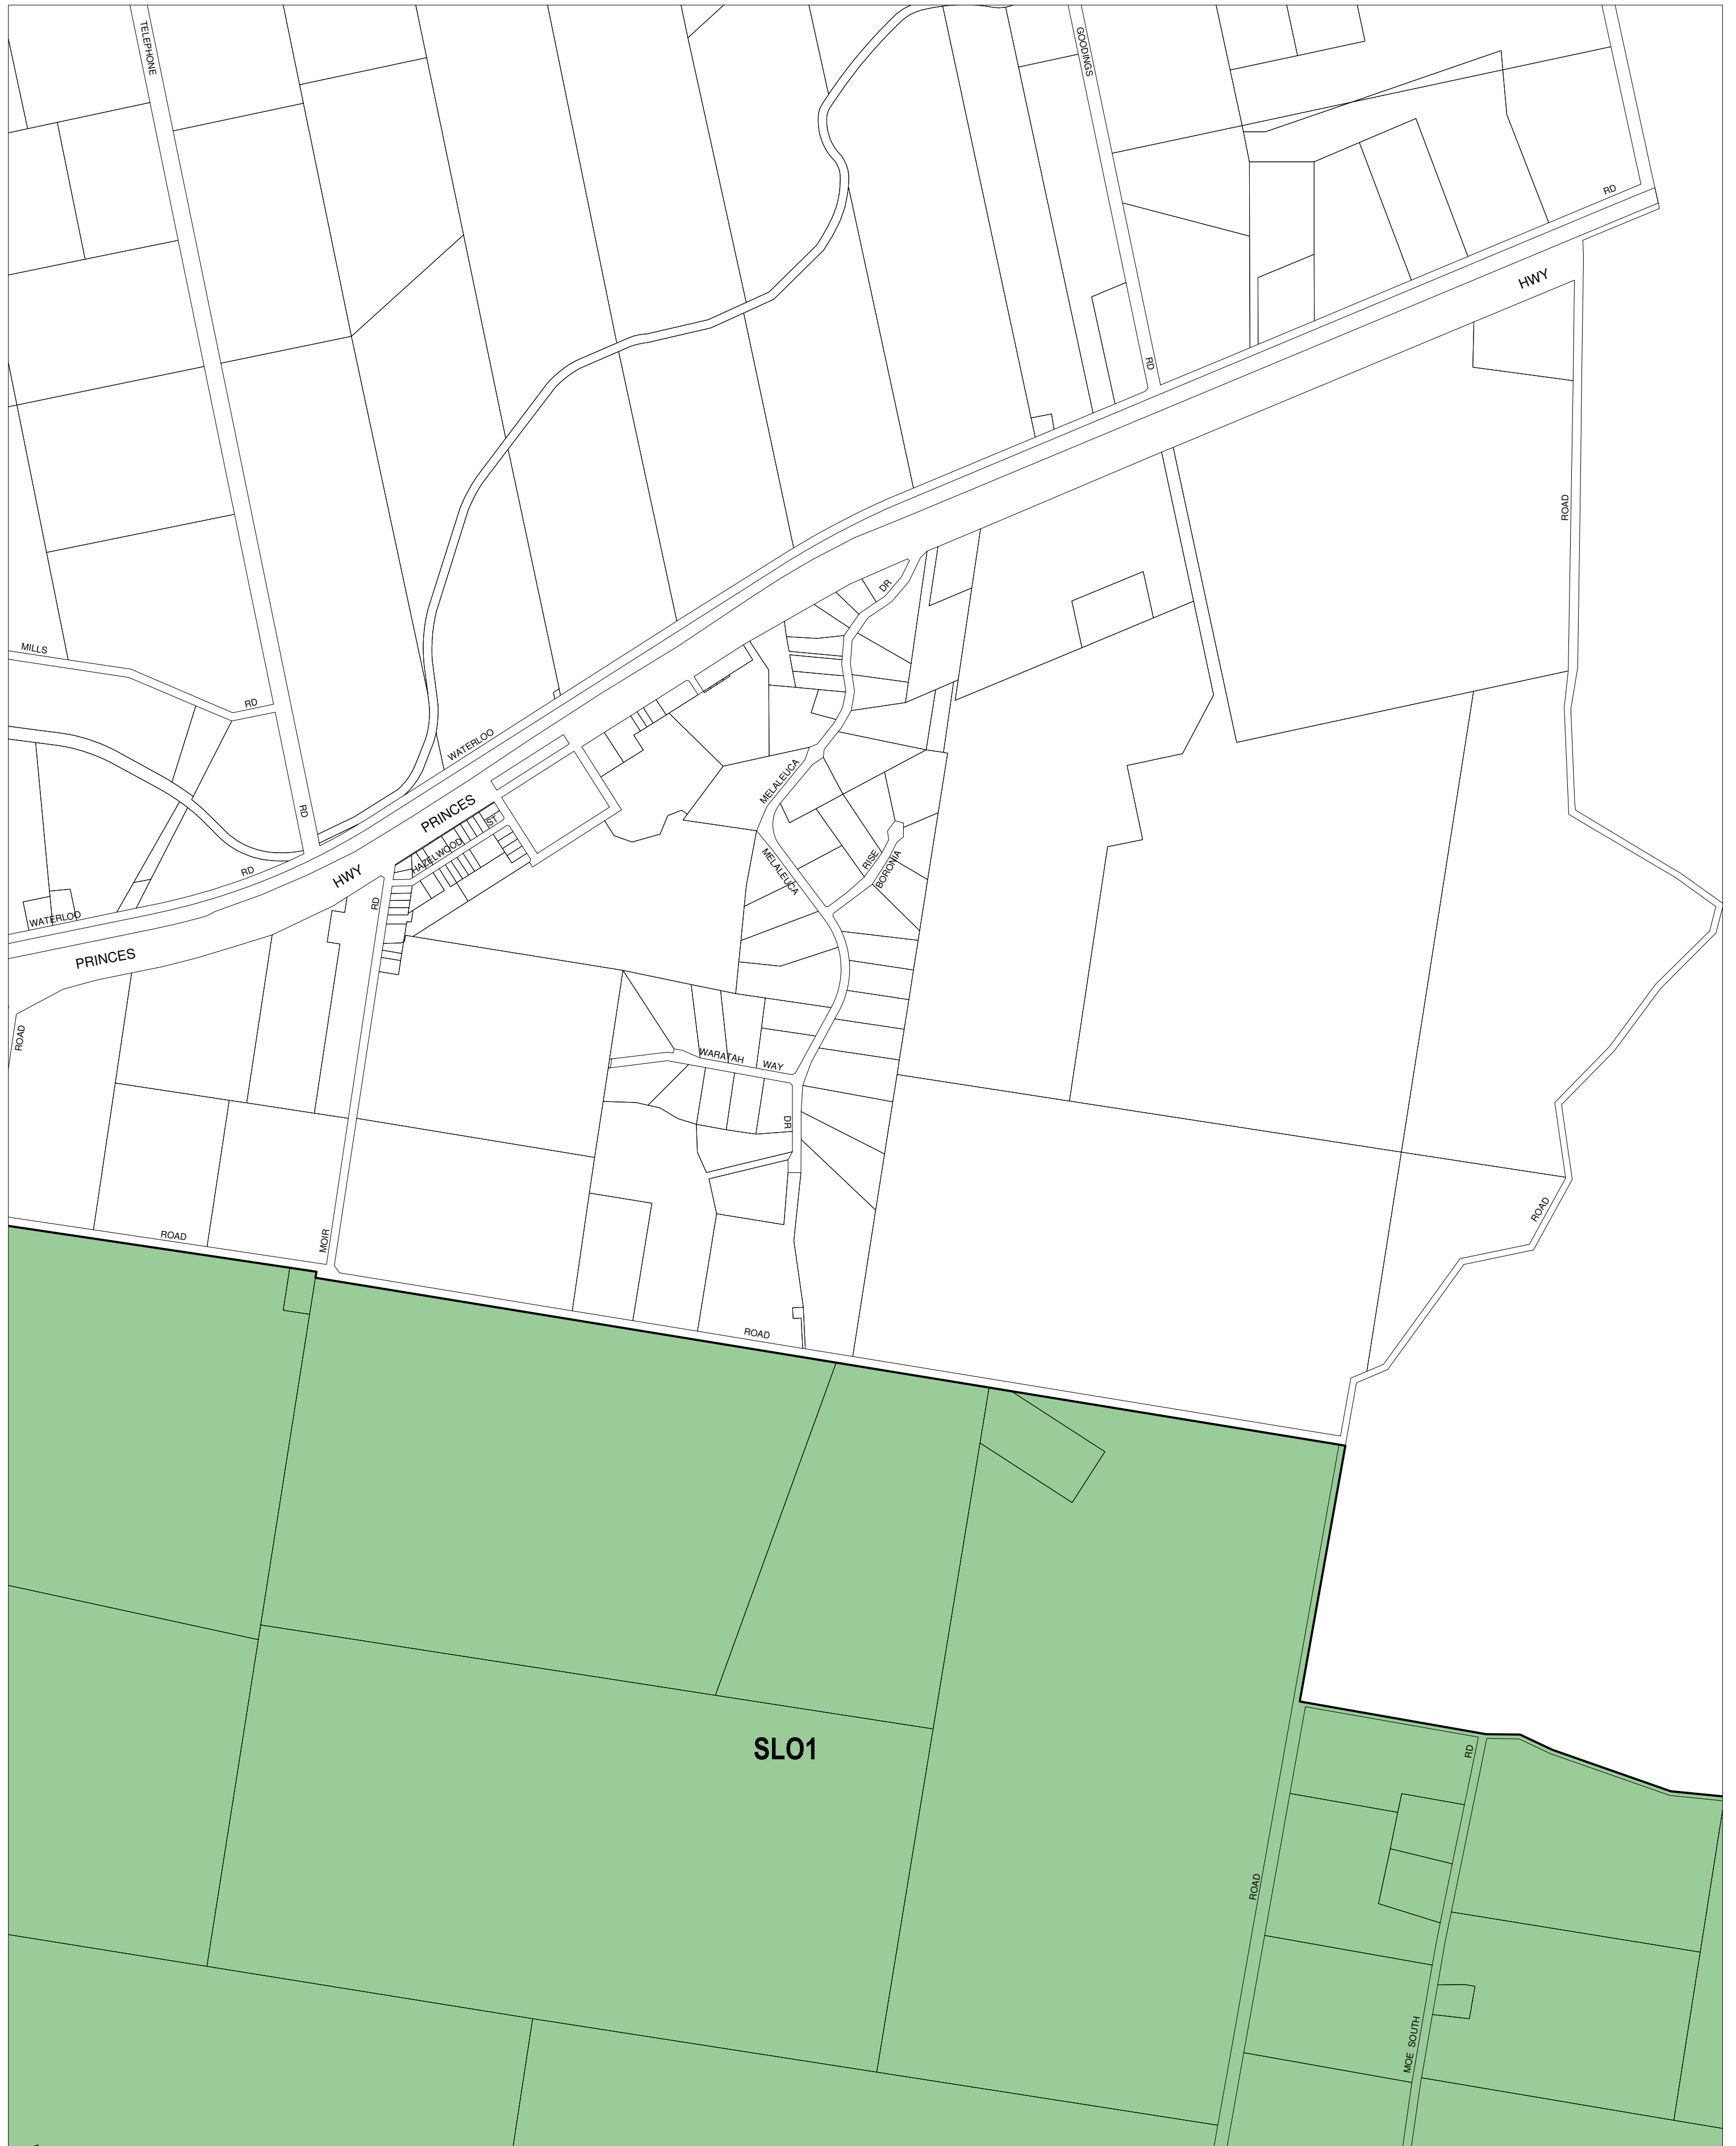 TELEPHONE
GOODINGS
RD
HWY
RD
ROAD
DR
MILLS
RD
WATERLOO
MELALEUCA
RD
PRINCES
ST
HAZELWOOD
RISE
BORONIA
MELALEUCA
RD
HWY
RD
WATERLOO
PRINCES
ROAD
WARATAH
WAY
DR
ROAD
ROAD
MOIR
ROAD
SLO1
RD
ROAD
MOE SOUTH